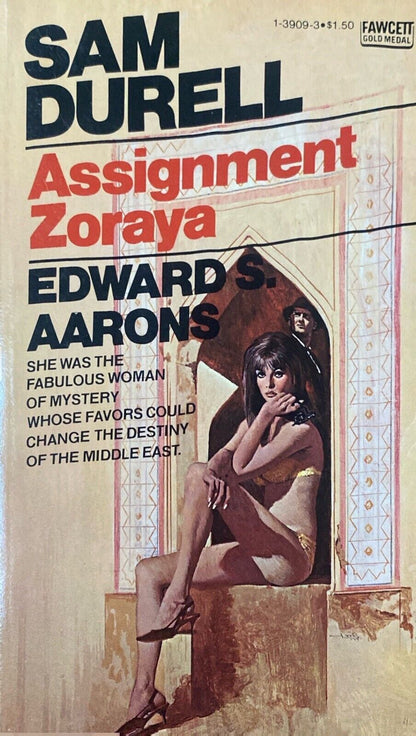 1-3909-3•$1.50
FAWCETT
GOLD MEDAL
SAM
DURELL
Assignment
Zoraya
EDWARD S.
AARONS
SHE WAS THE
FABULOUS WOMAN
OF MYSTERY
WHOSE FAVORS COULD
CHANGE THE DESTINY
OF THE MIDDLE EAST.